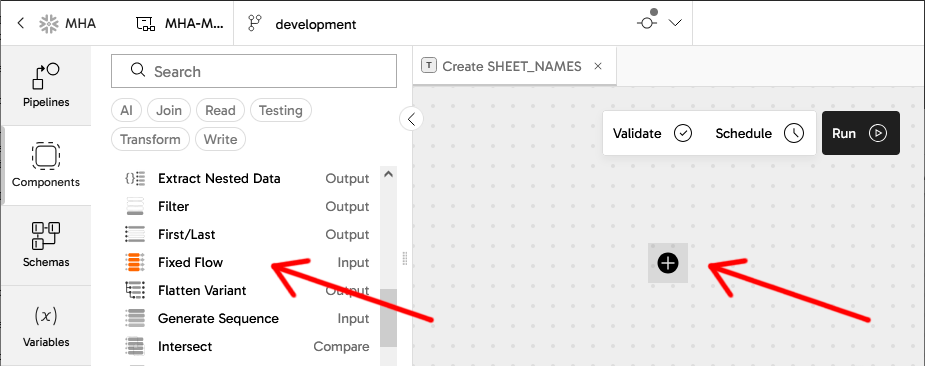 MHA
MHA-M...
development
Pipelines
Components
Schemas
(x)
Variables
Search
AI
Join
Read
Testing
Transform
Write
Extract Nested Data Output
Filter Output
First/Last Output
Fixed Flow Input
Flatten Variant Output
Generate Sequence Input
Intersect Compare
T Create SHEET_NAMES
Validate
Schedule
Run